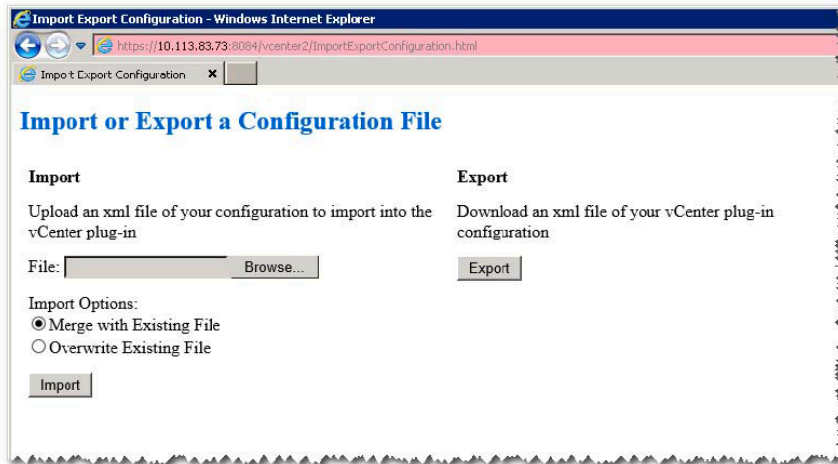 Import Export Configuration - Windows Internet Explorer
https://10.113.83.73:8084/vcenter2/ImportExportConfiguration.html
Import Export Configuration
Import or Export a Configuration File
Import
Upload an xml file of your configuration to import into the
vCenter plug-in
File:
Browse...
Import Options:
Merge with Existing File
Overwrite Existing File
Import
Export
Download an xml file of your vCenter plug-in
configuration
Export